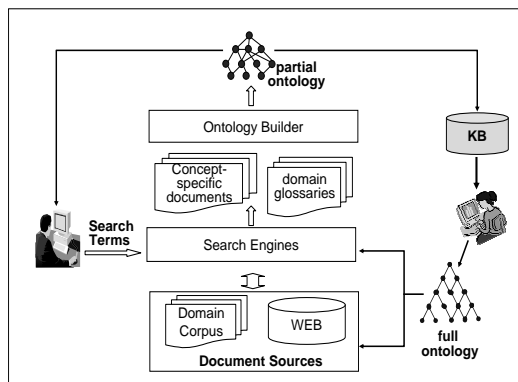 partial
ontology
Ontology Builder
KB
Concept-
specific
documents
domain
glossaries
Search
Terms
Search Engines
Domain
Corpus
WEB
Document Sources
full
ontology